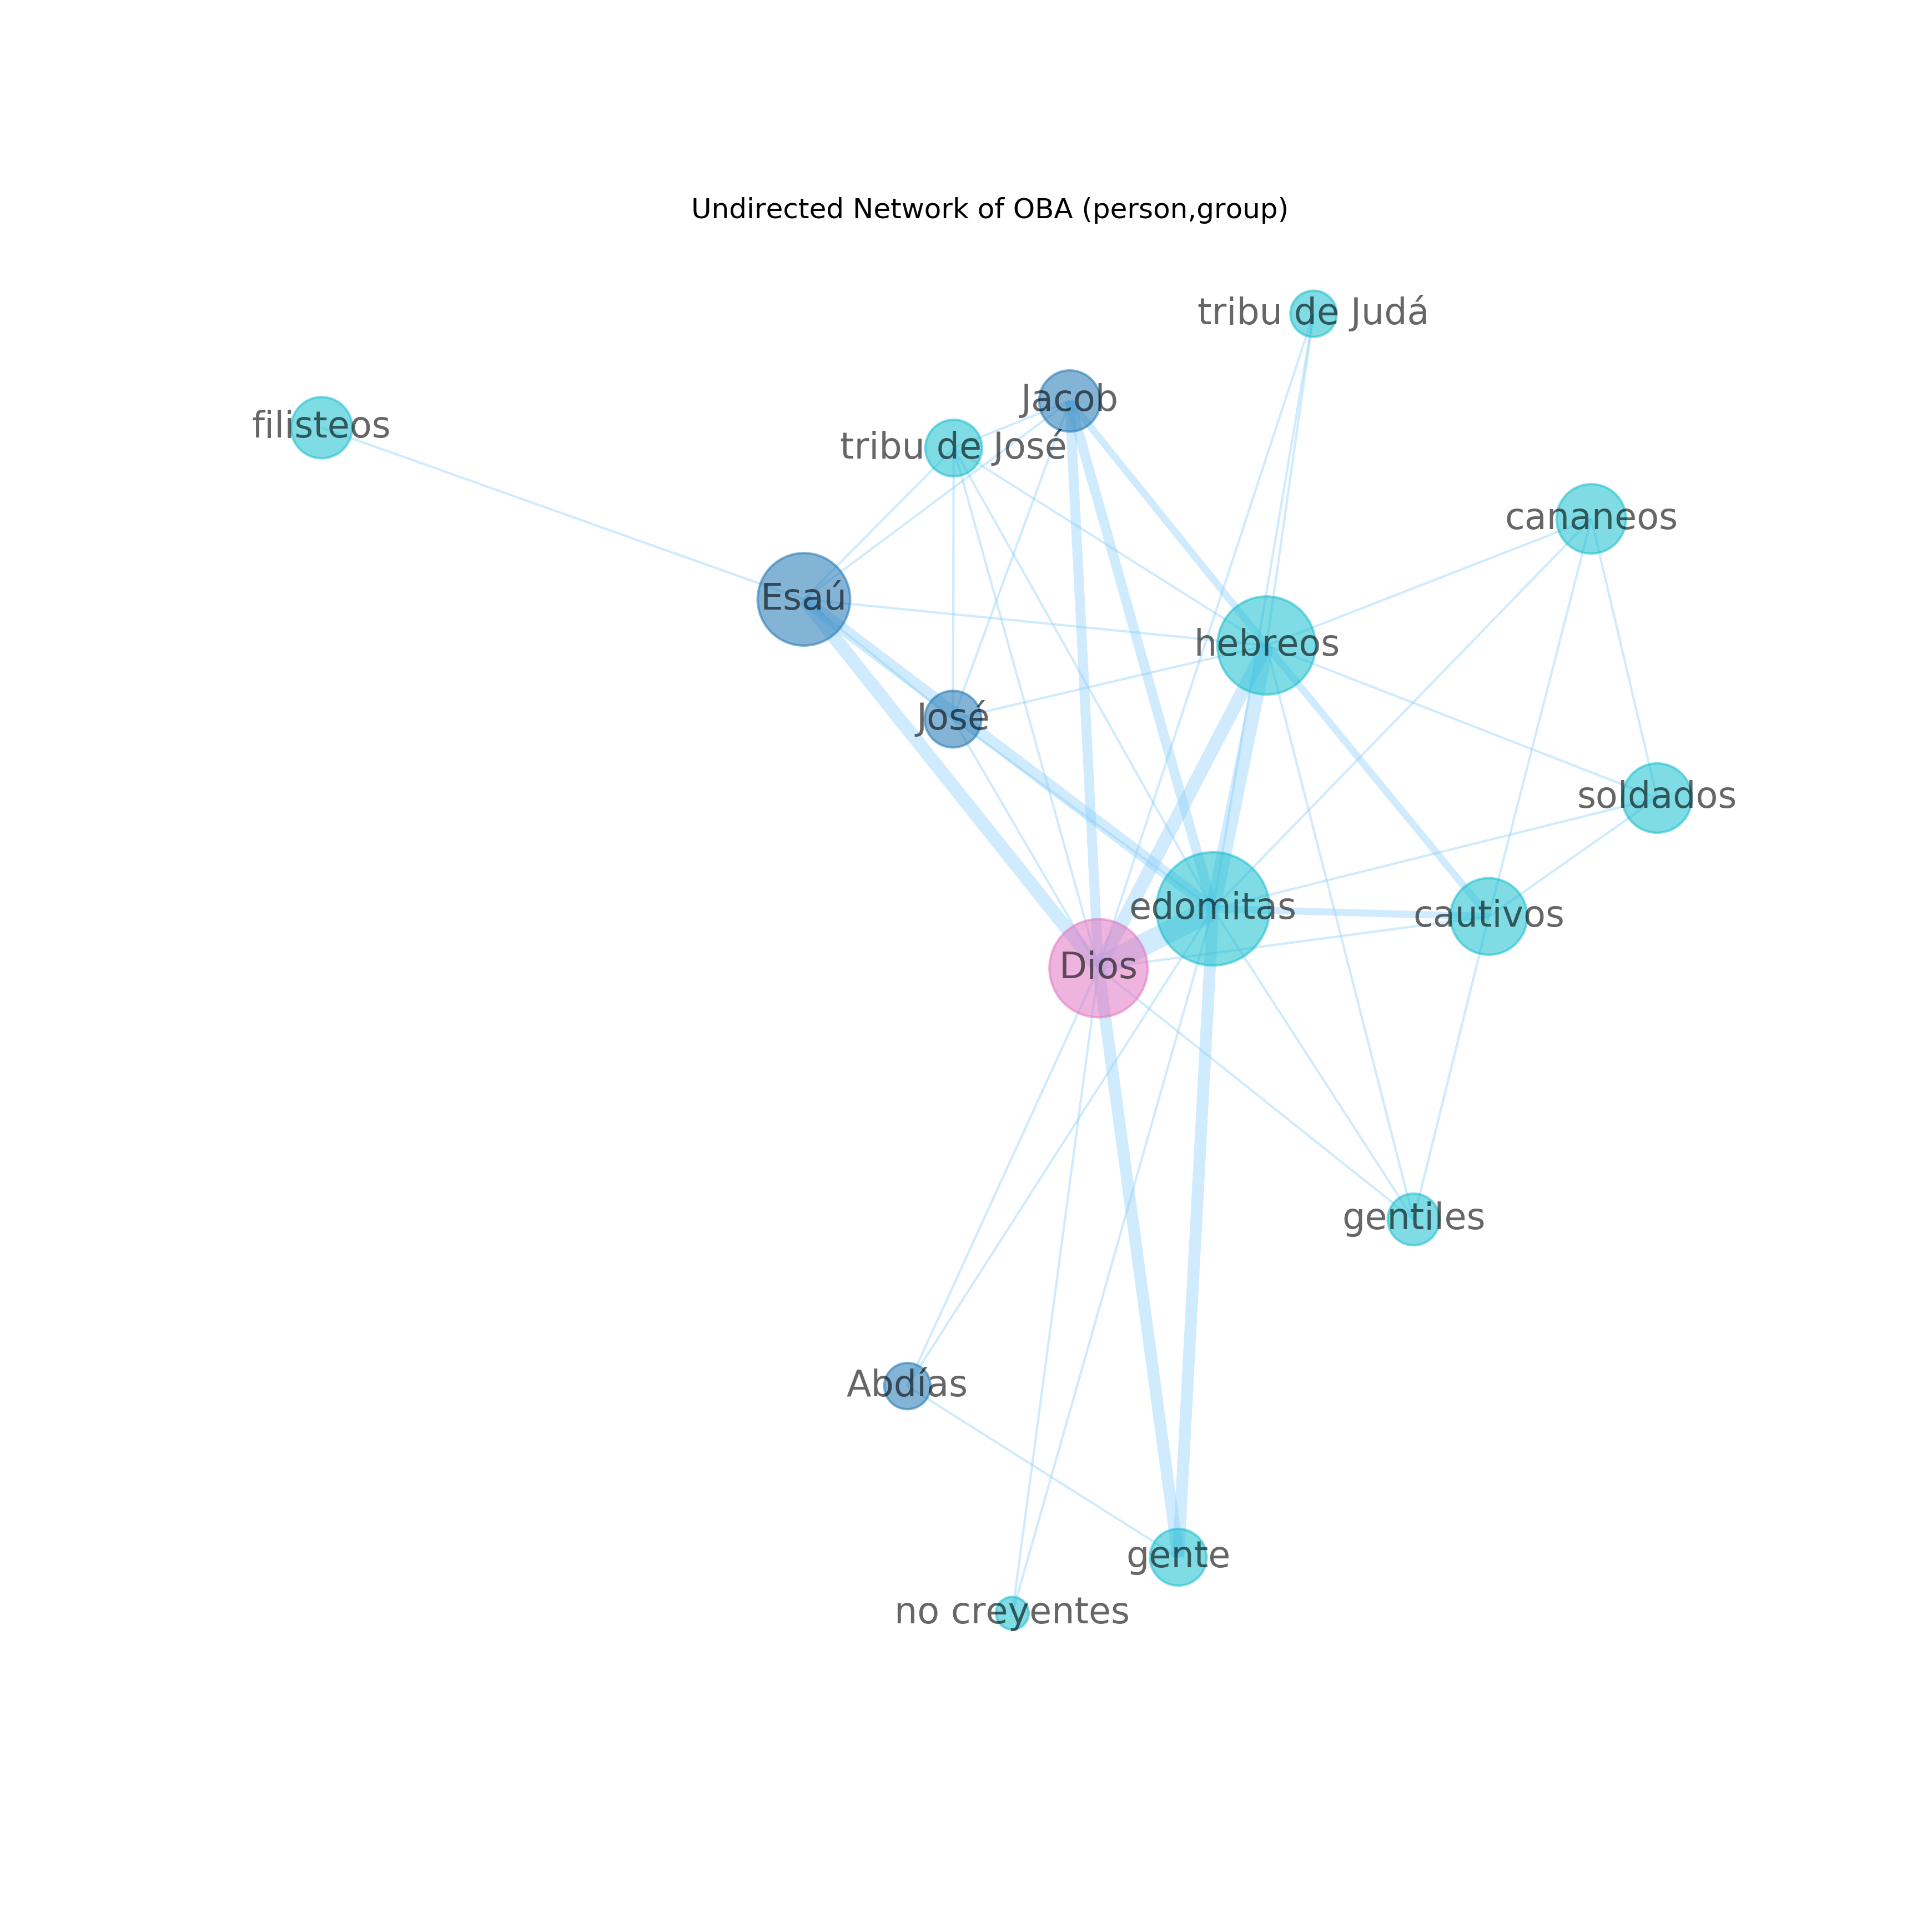 Undirected Network of OBA (person,group)
tribu de Judá
Jacob
filisteos
tribu de José
cananeos
Esaú
hebreos
José
soldados
edomitas
cautivos
Dios
gentiles
Abdías
gente
no creyentes